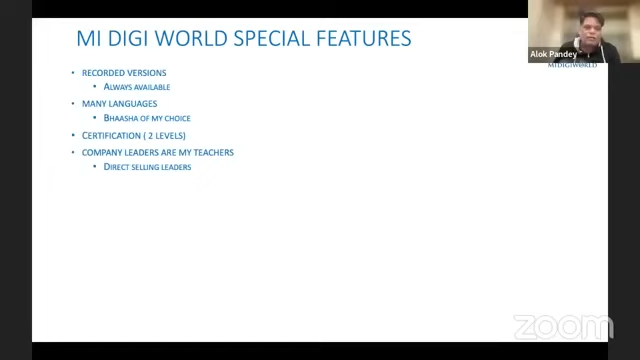 MI DIGI WORLD SPECIAL FEATURES
Alok Pandey
MIDIGIWORLD
• RECORDED VERSIONS
• ALWAYS AVAILABLE
• MANY LANGUAGES
• BHAASHA OF MY CHOICE
• CERTIFICATION ( 2 LEVELS)
• COMPANY LEADERS ARE MY TEACHERS
• DIRECT SELLING LEADERS
zoom